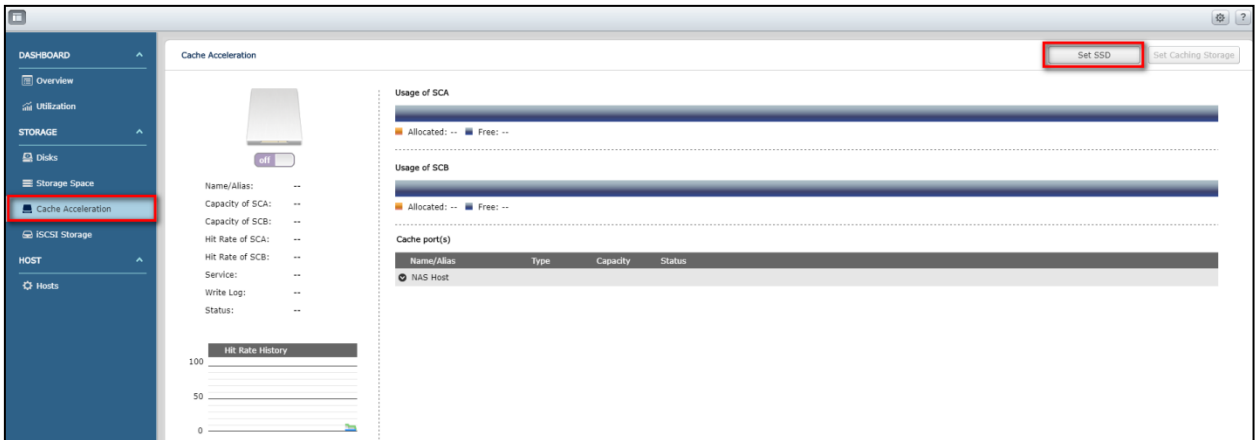 ?
DASHBOARD
Overview
Utilization
STORAGE
Disks
Storage Space
Cache Acceleration
iSCSI Storage
HOST
Hosts
Cache Acceleration
Set SSD
Set Caching Storage
off
Name/Alias: --
Capacity of SCA: --
Capacity of SCB: --
Hit Rate of SCA: --
Hit Rate of SCB: --
Service: --
Write Log: --
Status: --
Hit Rate History
100
50
0
Usage of SCA
Allocated: -- Free: --
Usage of SCB
Allocated: -- Free: --
Cache port(s)
Name/Alias Type Capacity Status
NAS Host